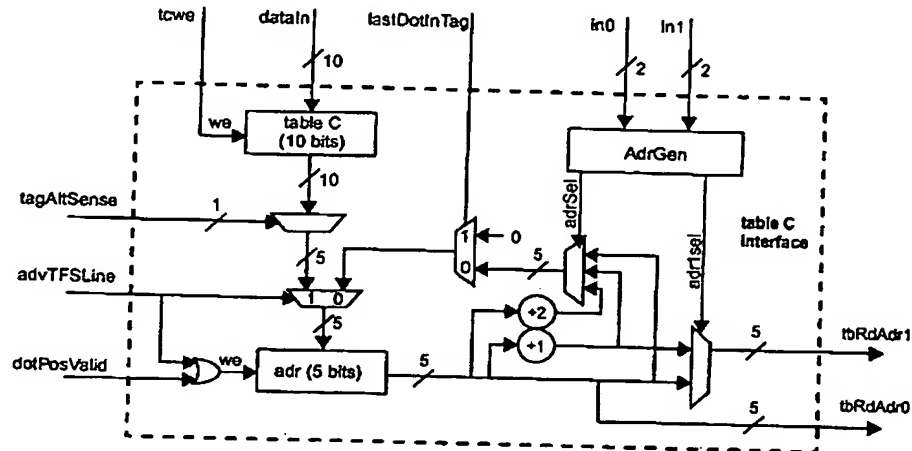 tcwe
dataIn
lastDotInTag
in0
in1
10
2
2
we
table C
(10 bits)
AdrGen
10
tagAltSense
1
adrSel
adr1sel
table C
interface
1
0
0
5
5
advTFSLine
1 0
5
+2
+1
5
tbRdAdr1
dotPosValid
we
adr (5 bits)
5
5
tbRdAdr0